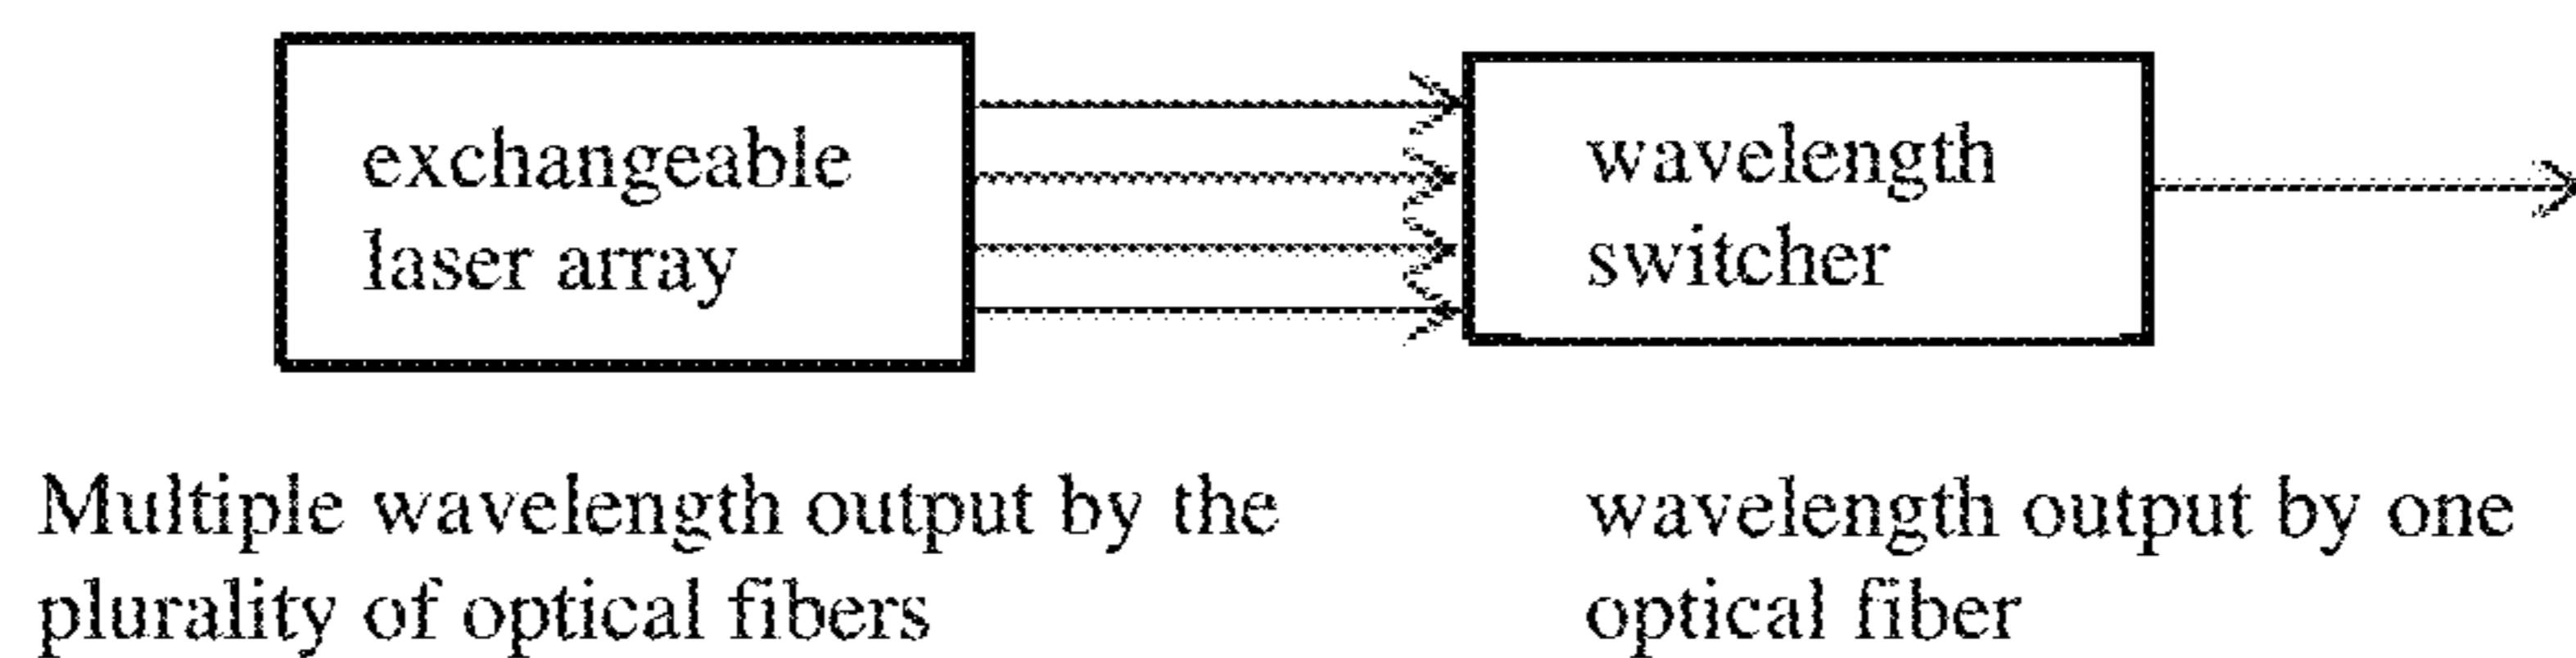 exchangeable
laser array
wavelength
switcher
Multiple wavelength output by the
plurality of optical fibers
wavelength output by one
optical fiber